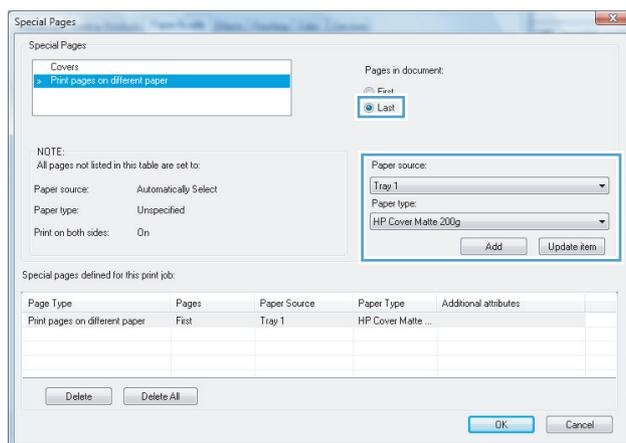 Special Pages
Special Pages
Covers
» Print pages on different paper
Pages in document:
First
Last
NOTE:
All pages not listed in this table are set to:
Paper source: Automatically Select
Paper type: Unspecified
Print on both sides: On
Paper source:
Tray 1
Paper type:
HP Cover Matte 200g
Add Update item
Special pages defined for this print job:
Page Type Pages Paper Source Paper Type Additional attributes
Print pages on different paper First Tray 1 HP Cover Matte ...
Delete Delete All
OK Cancel